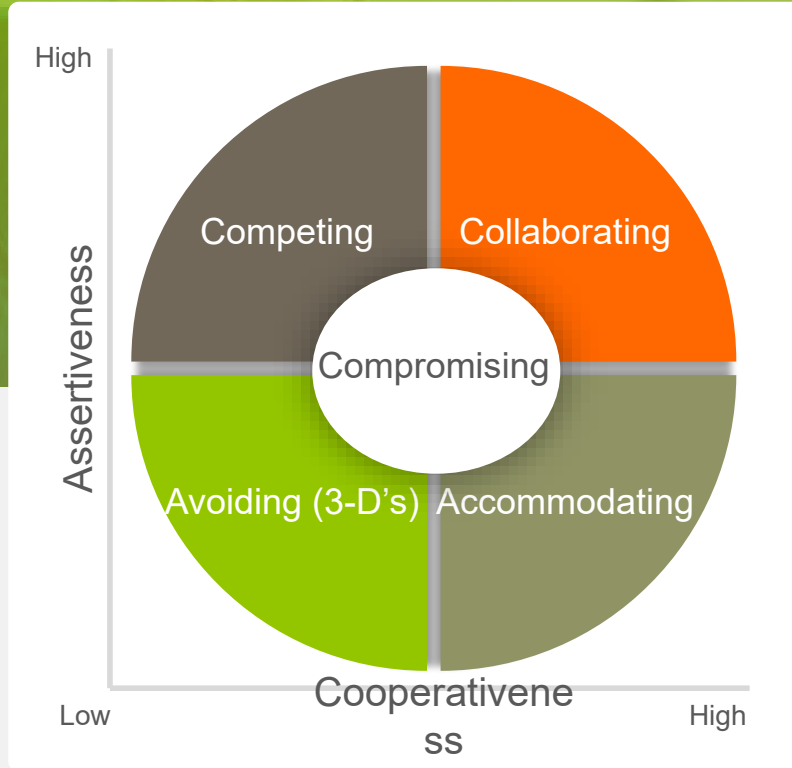 High
Assertiveness
Competing
Collaborating
Compromising
Avoiding (3-D’s)
Accommodating
Low
Cooperativene
ss
High